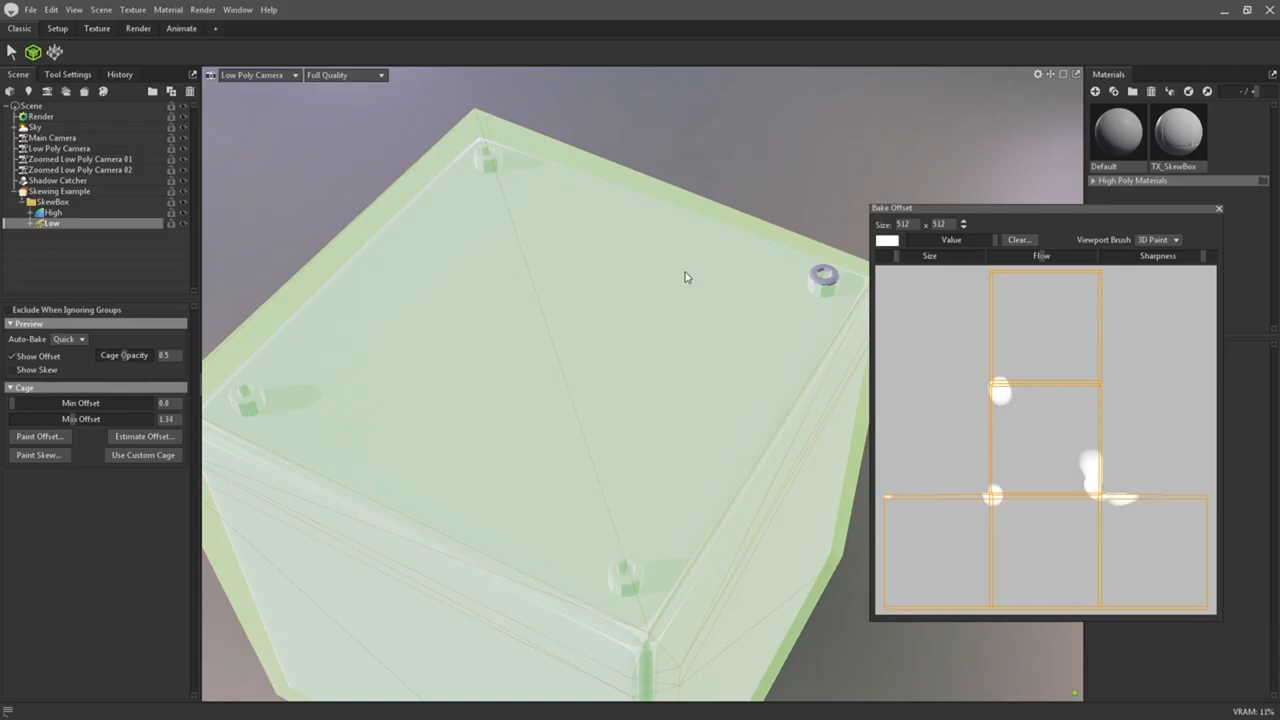 File Edit View Scene Texture Material Render Window Help
Classic Setup Texture Render Animate +
Scene Tool Settings History
Low Poly Camera Full Quality
Materials
Scene
Render
Sky
Main Camera
Low Poly Camera
Zoomed Low Poly Camera 01
Zoomed Low Poly Camera 02
Shadow Catcher
Skewing Example
SkewBox
High
Low
Default TX_SkewBox
High Poly Materials
Exclude When Ignoring Groups
Preview
Auto-Bake Quick
Show Offset Cage Opacity 0.5
Show Skew
Cage
Min Offset 0.0
Max Offset 1.34
Paint Offset... Estimate Offset...
Paint Skew... Use Custom Cage
Bake Offset
Size: 512 x 512
Value Clear... Viewport Brush 3D Paint
Size Flow Sharpness
VRAM: 11%